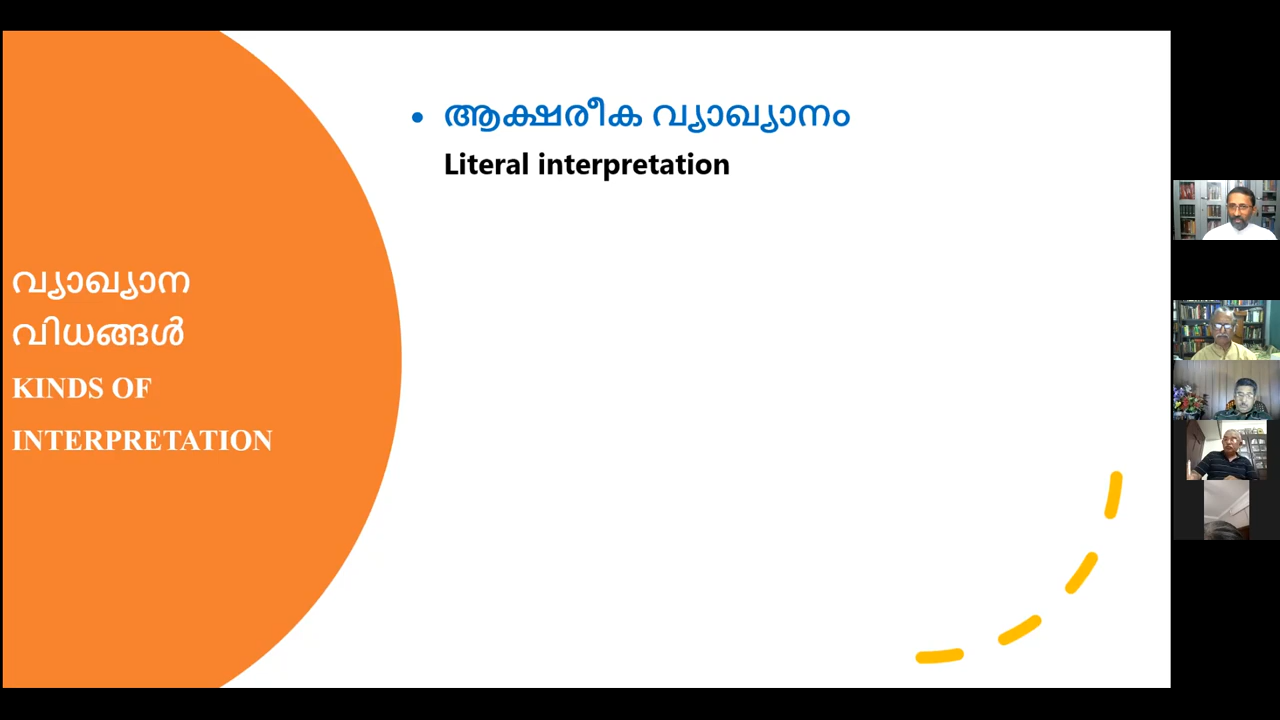 വ്യാഖ്യാന
വിധങ്ങൾ
KINDS OF
INTERPRETATION
• ആക്ഷരീക വ്യാഖ്യാനം
Literal interpretation